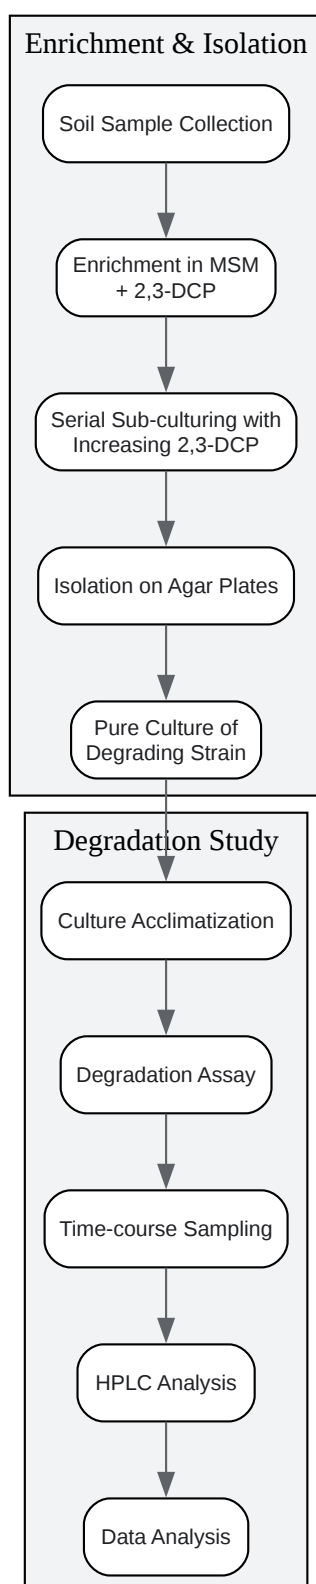 Enrichment & Isolation
Soil Sample Collection
Enrichment in MSM
+ 2,3-DCP
Serial Sub-culturing with
Increasing 2,3-DCP
Isolation on Agar Plates
Pure Culture of
Degrading Strain
Degradation Study
Culture Acclimatization
Degradation Assay
Time-course Sampling
HPLC Analysis
Data Analysis